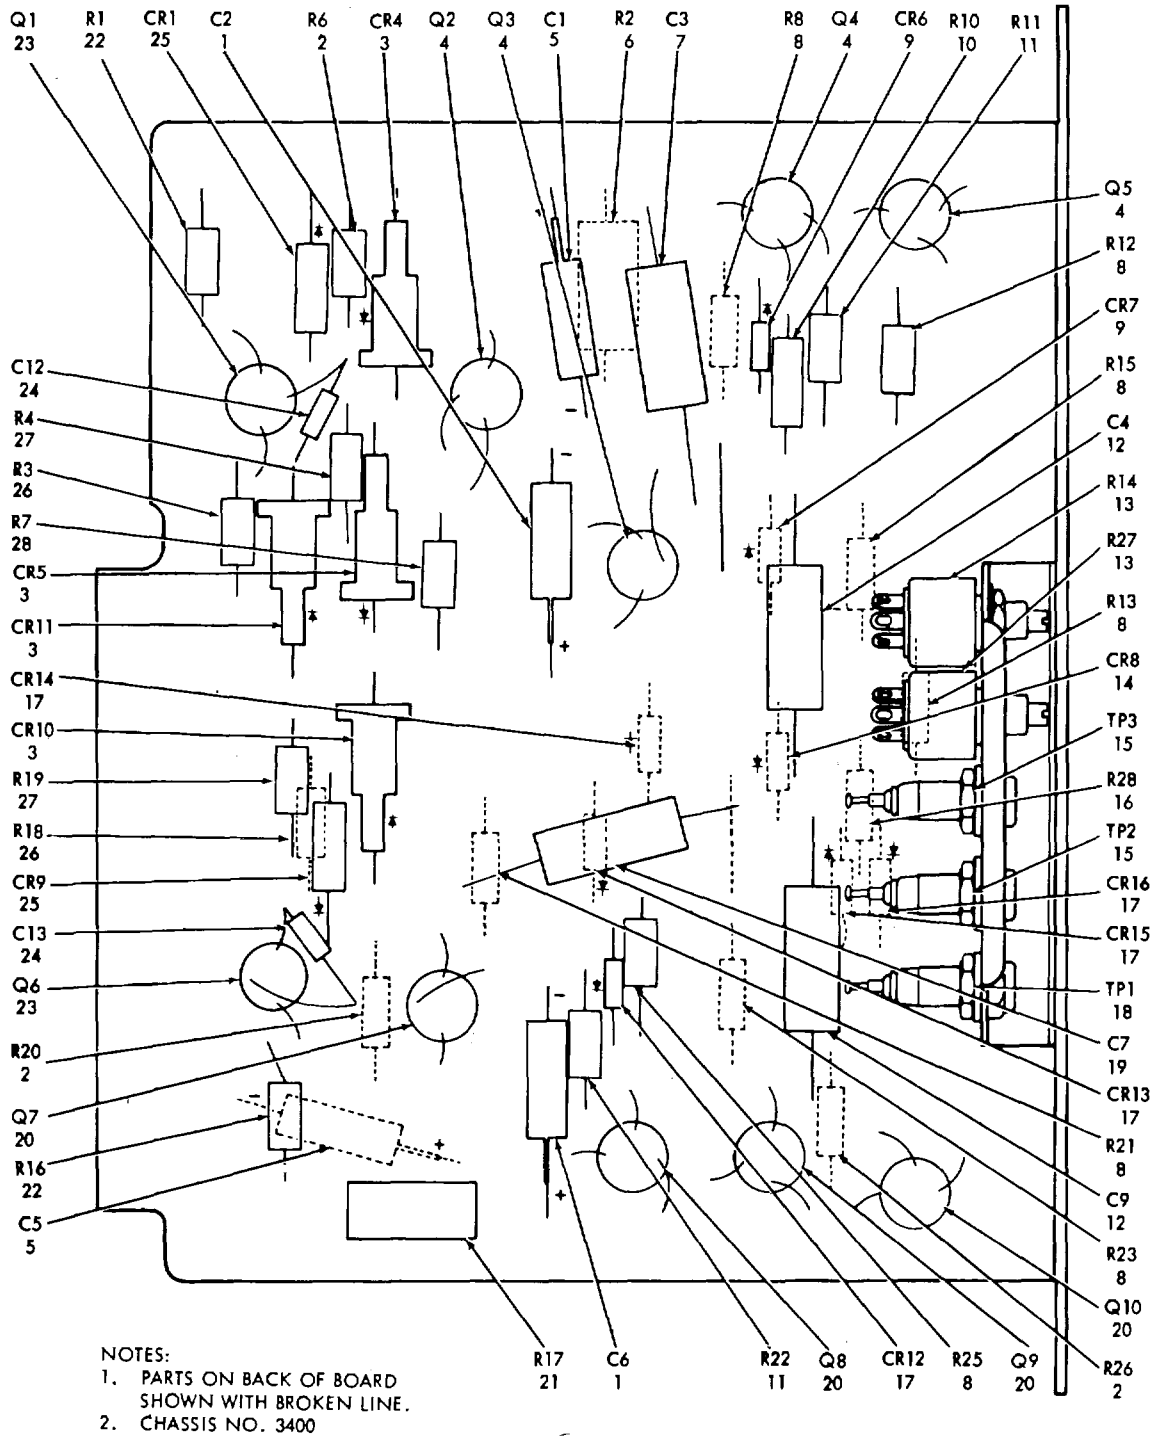 Q1 R1 CR1 C2 R6 CR4 Q2 Q3 C1 R2 C3 R8 Q4 CR6 R10 R11
23 22 25 1 2 3 4 4 5 6 7 8 4 9 10 11
Q5
4
R12
8
CR7
9
R15
8
C4
12
R14
13
R27
13
R13
8
CR8
14
TP3
15
R28
16
TP2
15
CR16
17
CR15
17
TP1
18
C7
19
CR13
17
R21
8
C9
12
R23
8
Q10
20
R26
2
C12
24
R4
27
R3
26
R7
28
CR5
3
CR11
3
CR14
17
CR10
3
R19
27
R18
26
CR9
25
C13
24
Q6
23
R20
2
Q7
20
R16
22
C5
5
-
-
+
-
-
+
+
R17 C6 R22 Q8 CR12 R25 Q9
21 1 11 20 17 8 20
NOTES:
1. PARTS ON BACK OF BOARD
SHOWN WITH BROKEN LINE.
2. CHASSIS NO. 3400